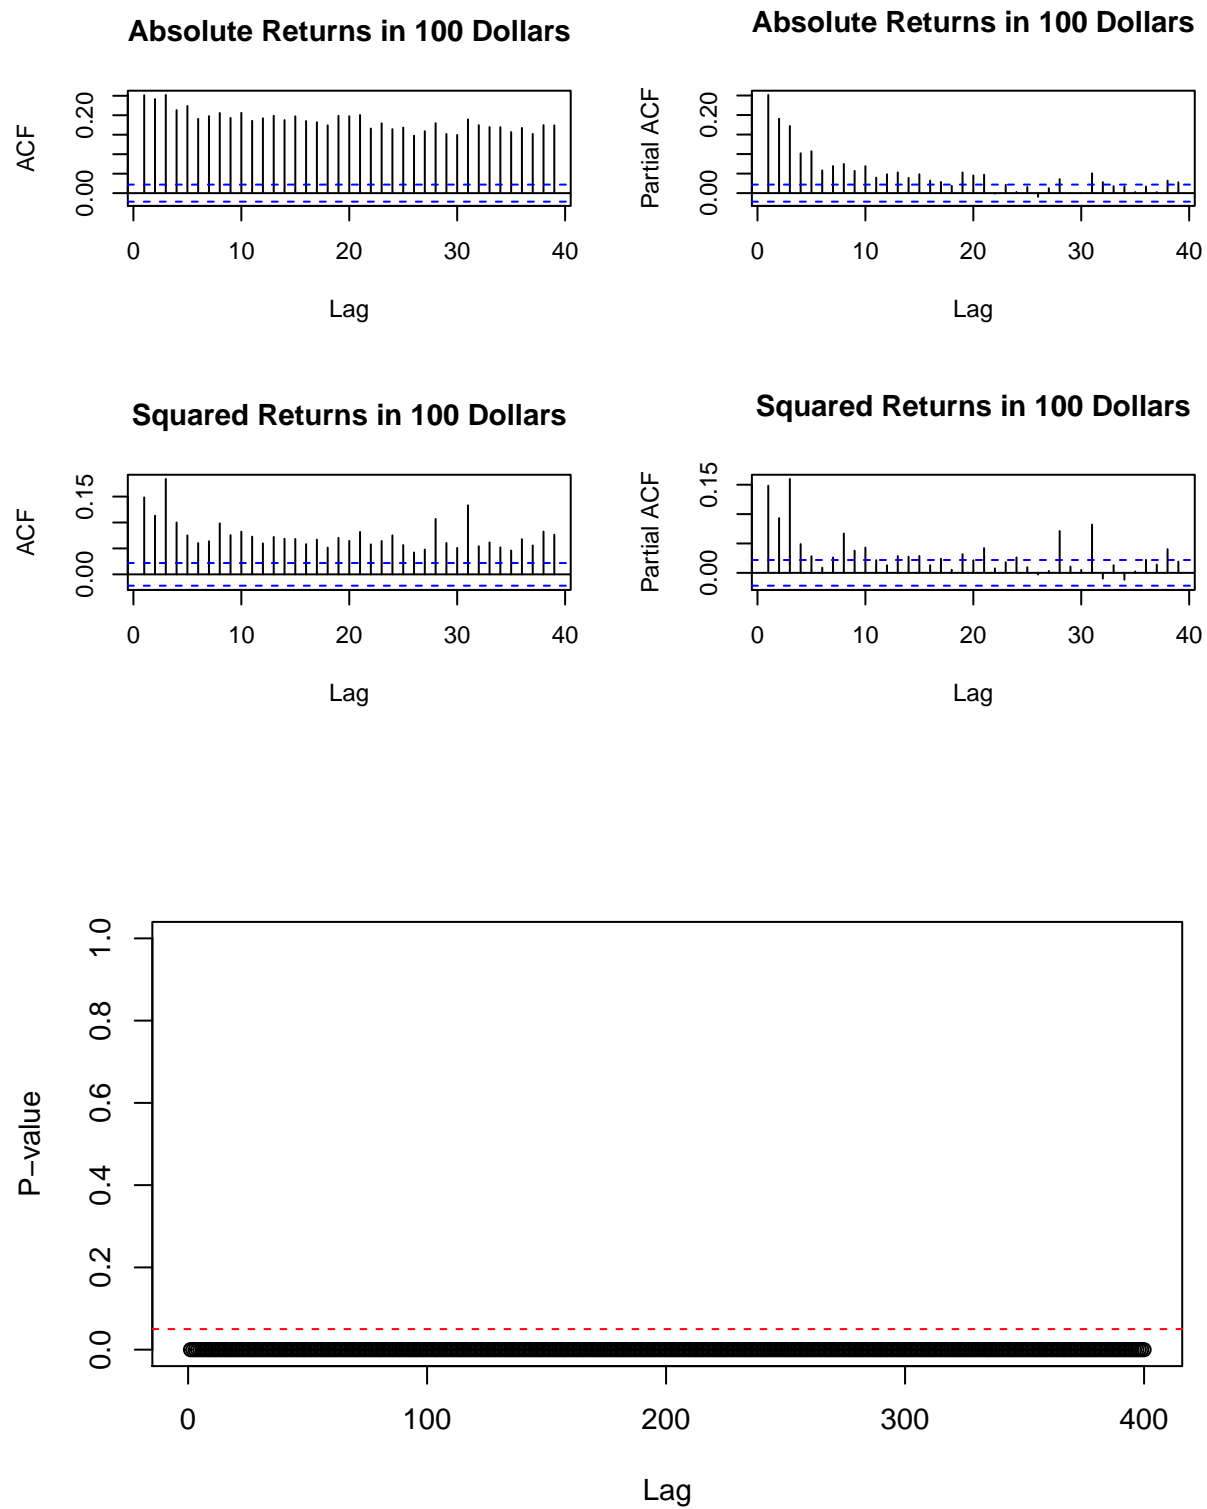 Absolute Returns in 100 Dollars
ACF
0.00 0.20
0 10 20 30 40
Lag
Absolute Returns in 100 Dollars
Partial ACF
0.00 0.20
0 10 20 30 40
Lag
Squared Returns in 100 Dollars
ACF
0.00 0.15
0 10 20 30 40
Lag
Squared Returns in 100 Dollars
Partial ACF
0.00 0.15
0 10 20 30 40
Lag
P−value
0.0 0.2 0.4 0.6 0.8 1.0
0 100 200 300 400
Lag